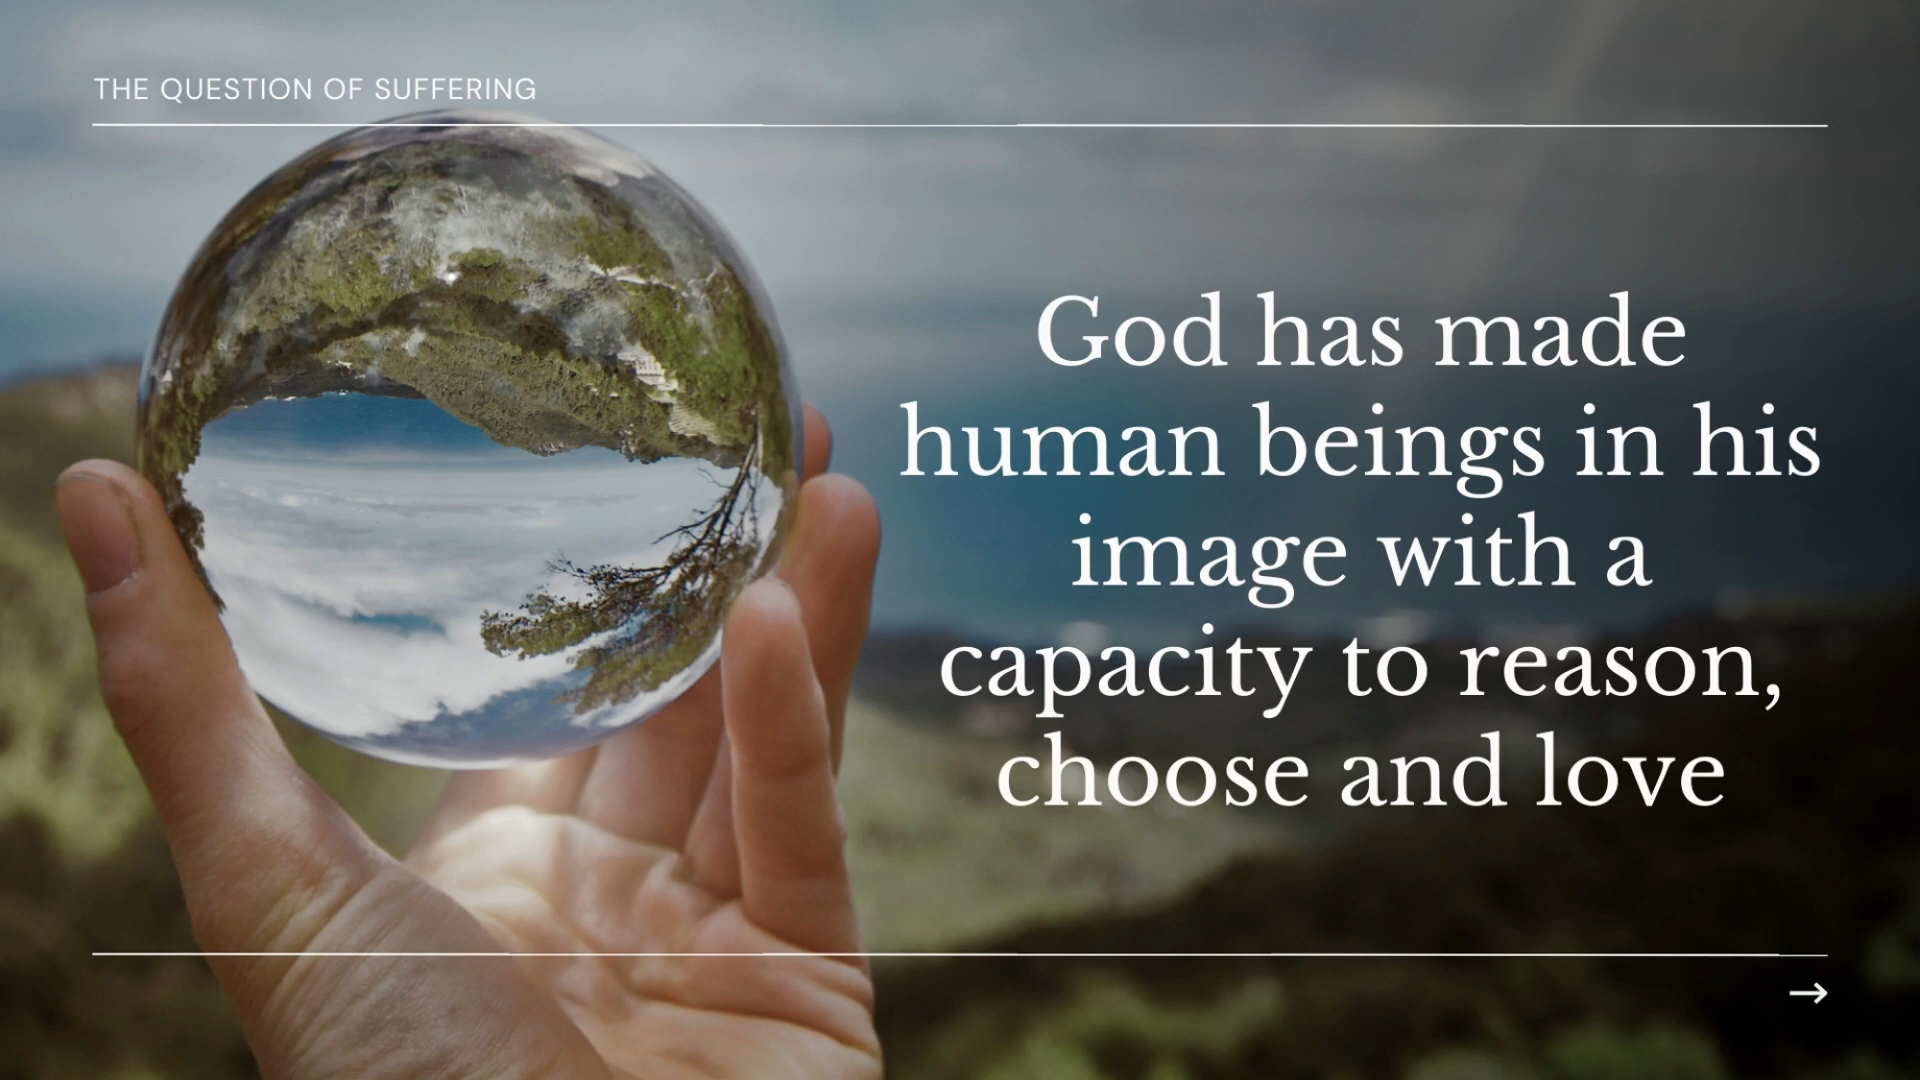 THE QUESTION OF SUFFERING
God has made
human beings in his
image with a
capacity to reason,
choose and love
→